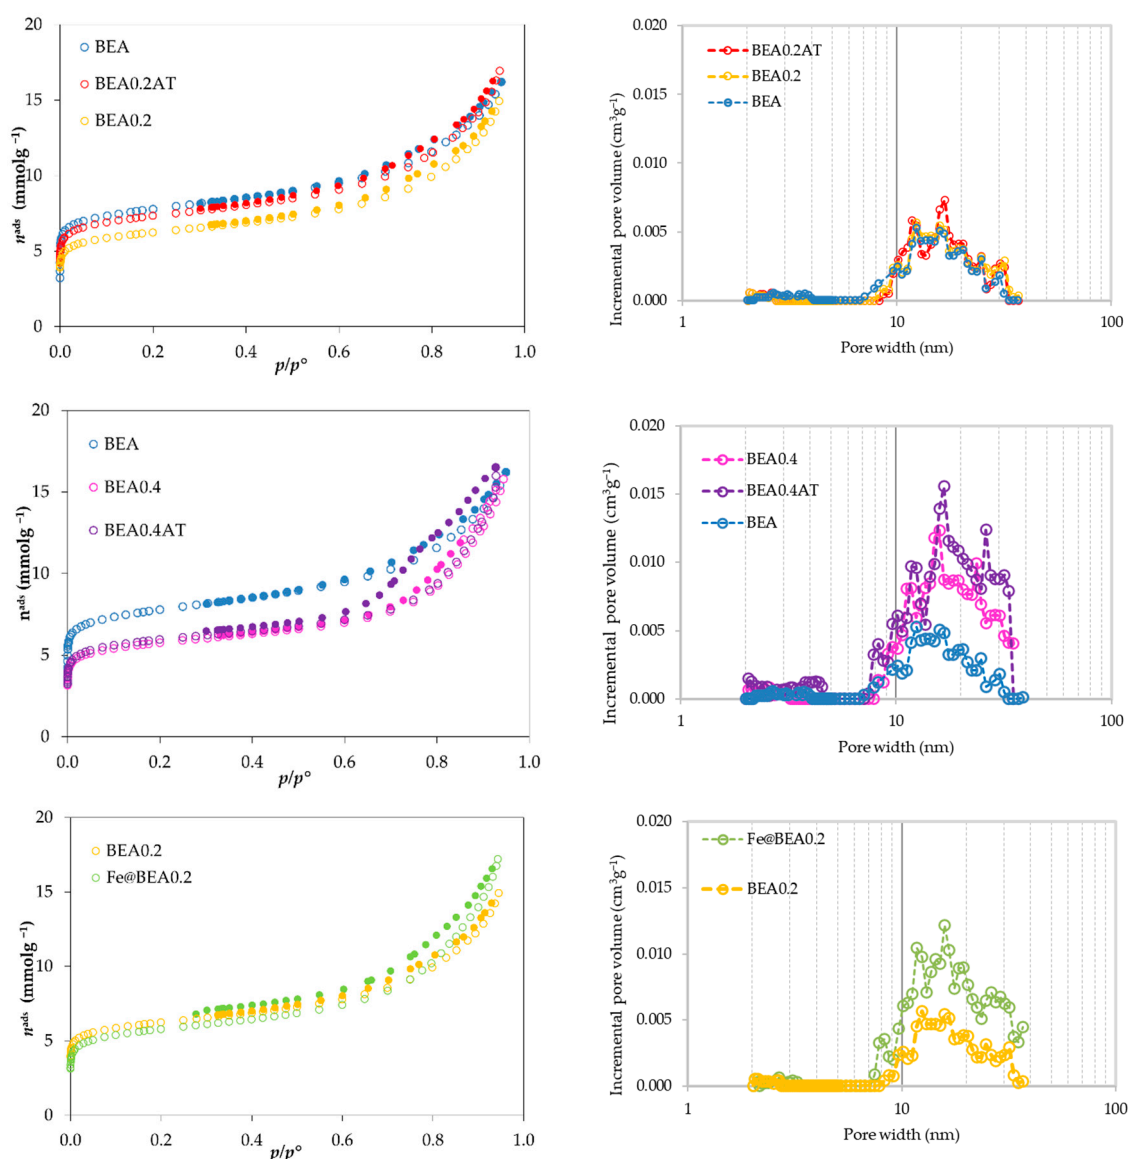 20
15
10
5
0
n^ads (mmolg ⁻¹)
BEA
BEA0.2AT
BEA0.2
0.0 0.2 0.4 0.6 0.8 1.0
p/p°
0.020
0.015
0.010
0.005
0.000
Incremental pore volume (cm³g⁻¹)
BEA0.2AT
BEA0.2
BEA
1 10 100
Pore width (nm)
20
15
10
5
0
n^ads (mmolg ⁻¹)
BEA
BEA0.4
BEA0.4AT
0.0 0.2 0.4 0.6 0.8 1.0
p/p°
0.020
0.015
0.010
0.005
0.000
Incremental pore volume (cm³g⁻¹)
BEA0.4
BEA0.4AT
BEA
1 10 100
Pore width (nm)
20
15
10
5
0
n^ads (mmolg ⁻¹)
BEA0.2
Fe@BEA0.2
0.0 0.2 0.4 0.6 0.8 1.0
p/p°
0.020
0.015
0.010
0.005
0.000
Incremental pore volume (cm³g⁻¹)
Fe@BEA0.2
BEA0.2
1 10 100
Pore width (nm)